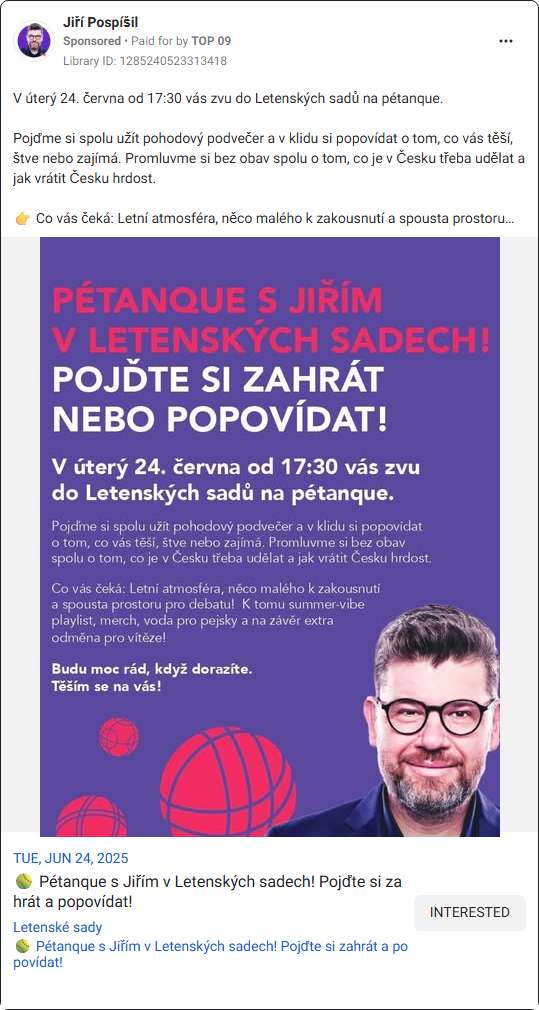 Jiří Pospíšil
Sponsored • Paid for by TOP 09
Library ID: 1285240523313418
V úterý 24. června od 17:30 vás zvu do Letenských sadů na pétanque.
Pojďme si spolu užít pohodový podvečer a v klidu si popovídat o tom, co vás těší,
štve nebo zajímá. Promluvme si bez obav spolu o tom, co je v Česku třeba udělat a
jak vrátit Česku hrdost.
👉 Co vás čeká: Letní atmosféra, něco malého k zakousnutí a spousta prostoru...
PÉTANQUE S JIŘÍM
V LETENSKÝCH SADECH!
POJĎTE SI ZAHRÁT
NEBO POPOVÍDAT!
V úterý 24. června od 17:30 vás zvu
do Letenských sadů na pétanque.
Pojďme si spolu užít pohodový podvečer a v klidu si popovídat
o tom, co vás těší, štve nebo zajímá. Promluvme si bez obav
spolu o tom, co je v Česku třeba udělat a jak vrátit Česku hrdost.
Co vás čeká: Letní atmosféra, něco malého k zakousnutí
a spousta prostoru pro debatu! K tomu summer-vibe
playlist, merch, voda pro pejsky a na závěr extra
odměna pro vítěze!
Budu moc rád, když dorazíte.
Těším se na vás!
TUE, JUN 24, 2025
🎾 Pétanque s Jiřím v Letenských sadech! Pojďte si za
hrát a popovídat!
INTERESTED
Letenské sady
🎾 Pétanque s Jiřím v Letenských sadech! Pojďte si zahrát a po
povídat!